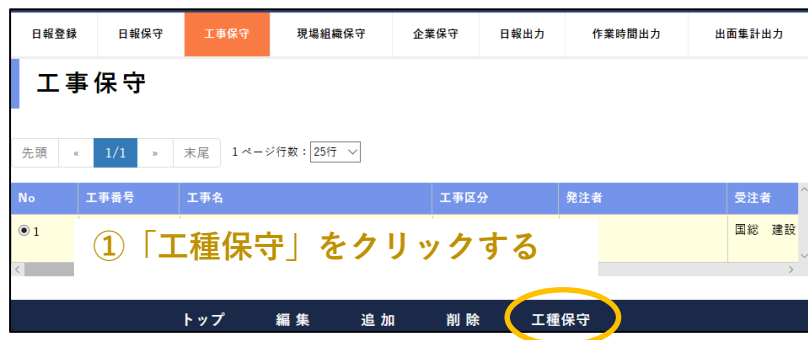 日報登録 日報保守 工事保守 現場組織保守 企業保守 日報出力 作業時間出力 出面集計出力
工事保守
先頭 « 1/1 » 末尾 1ページ行数：25行
No 工事番号 工事名 工事区分 発注者 受注者
1 国総 建設
①「工種保守」をクリックする
トップ 編集 追加 削除 工種保守